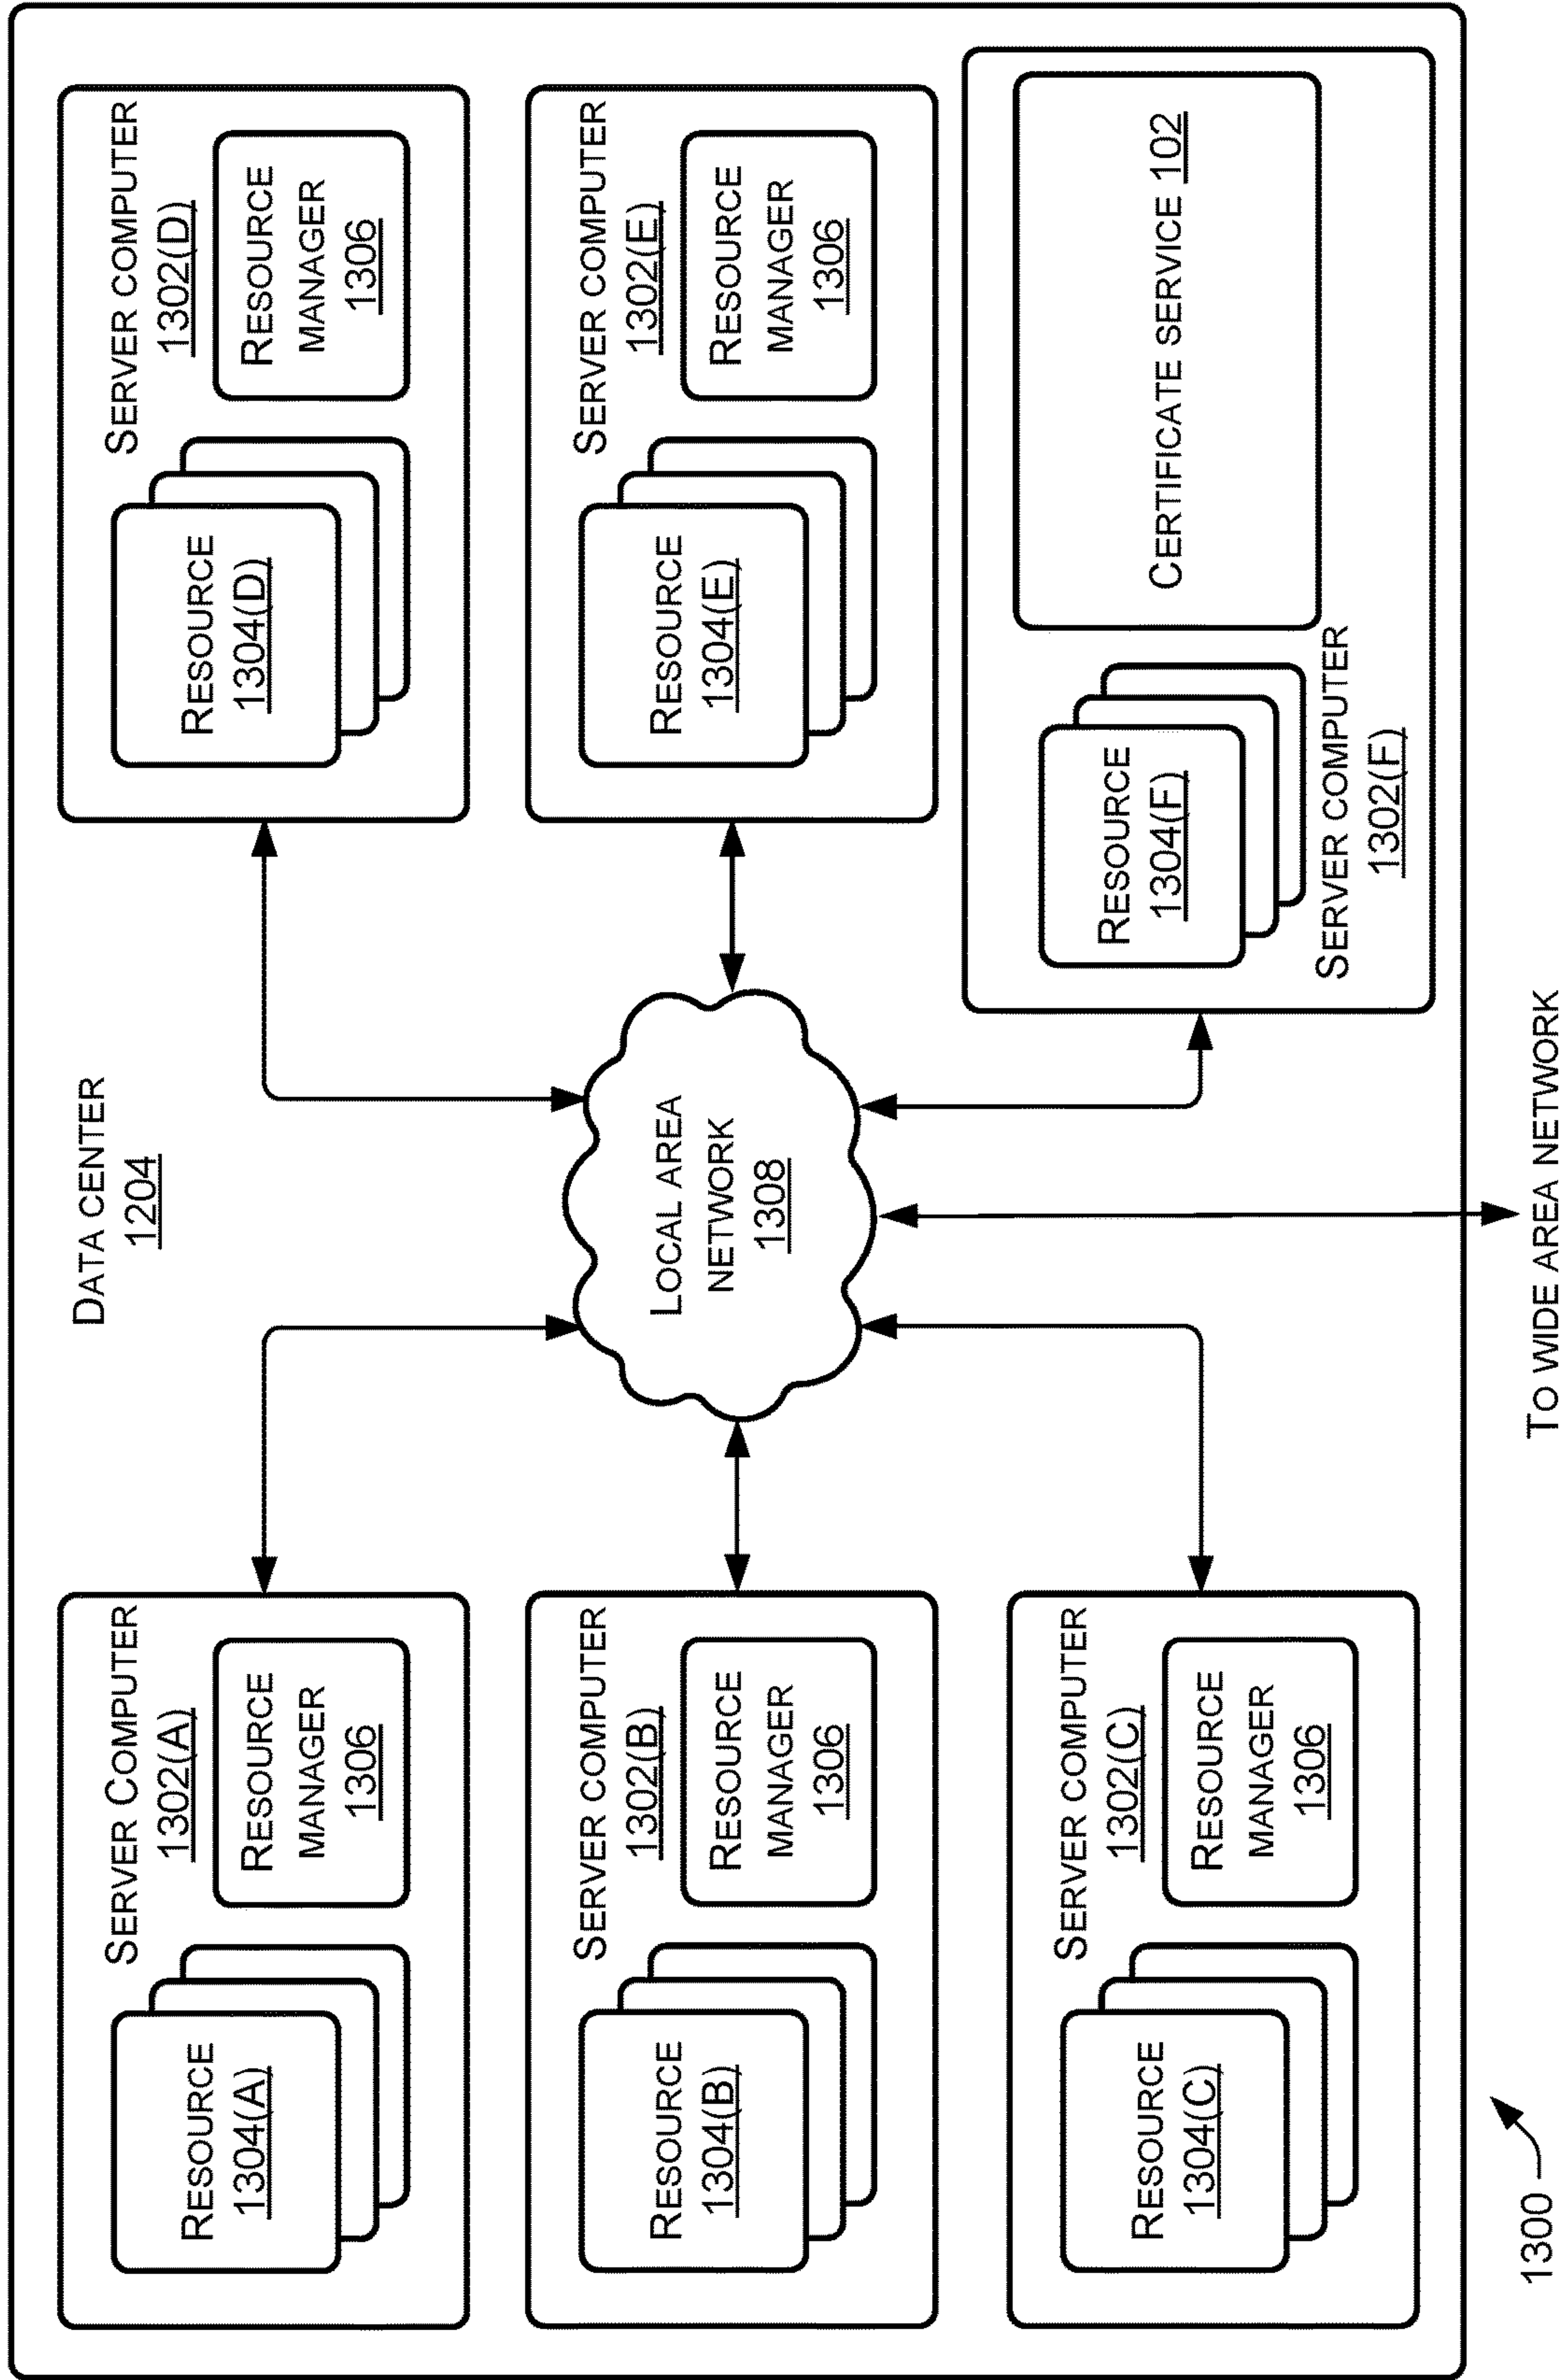 DATA CENTER
1204
SERVER COMPUTER
1302(A)
RESOURCE
1304(A)
RESOURCE
MANAGER
1306
SERVER COMPUTER
1302(B)
RESOURCE
1304(B)
RESOURCE
MANAGER
1306
SERVER COMPUTER
1302(C)
RESOURCE
1304(C)
RESOURCE
MANAGER
1306
LOCAL AREA
NETWORK
1308
SERVER COMPUTER
1302(D)
RESOURCE
1304(D)
RESOURCE
MANAGER
1306
SERVER COMPUTER
1302(E)
RESOURCE
1304(E)
RESOURCE
MANAGER
1306
RESOURCE
1304(F)
CERTIFICATE SERVICE 102
SERVER COMPUTER
1302(F)
1300
TO WIDE AREA NETWORK